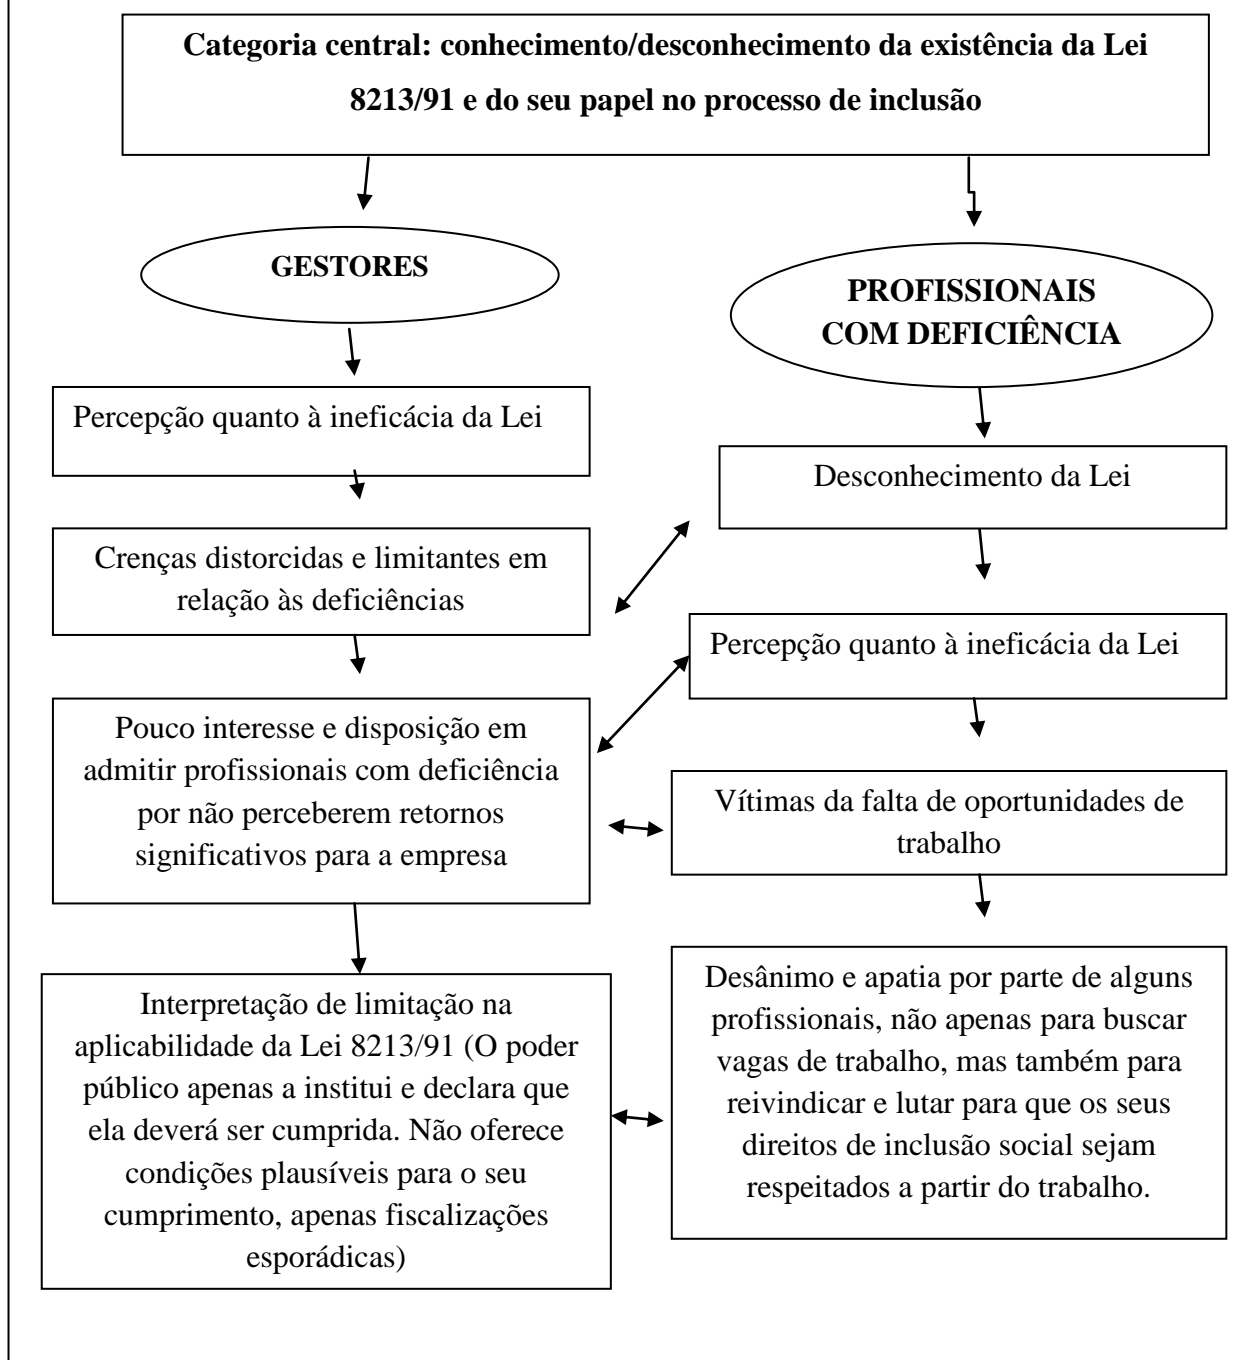 Categoria central: conhecimento/desconhecimento da existência da Lei
8213/91 e do seu papel no processo de inclusão
GESTORES
Percepção quanto à ineficácia da Lei
Crenças distorcidas e limitantes em
relação às deficiências
Pouco interesse e disposição em
admitir profissionais com deficiência
por não perceberem retornos
significativos para a empresa
Interpretação de limitação na
aplicabilidade da Lei 8213/91 (O poder
público apenas a institui e declara que
ela deverá ser cumprida. Não oferece
condições plausíveis para o seu
cumprimento, apenas fiscalizações
esporádicas)
PROFISSIONAIS
COM DEFICIÊNCIA
Desconhecimento da Lei
Percepção quanto à ineficácia da Lei
Vítimas da falta de oportunidades de
trabalho
Desânimo e apatia por parte de alguns
profissionais, não apenas para buscar
vagas de trabalho, mas também para
reivindicar e lutar para que os seus
direitos de inclusão social sejam
respeitados a partir do trabalho.